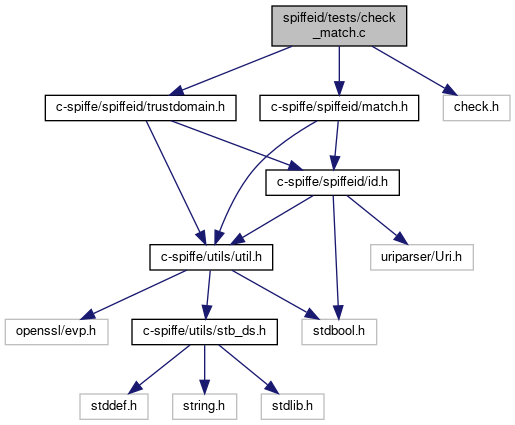 spiffeid/tests/check
_match.c
c-spiffe/spiffeid/trustdomain.h
c-spiffe/spiffeid/match.h
check.h
c-spiffe/spiffeid/id.h
c-spiffe/utils/util.h
uriparser/Uri.h
openssl/evp.h
c-spiffe/utils/stb_ds.h
stdbool.h
stddef.h
string.h
stdlib.h